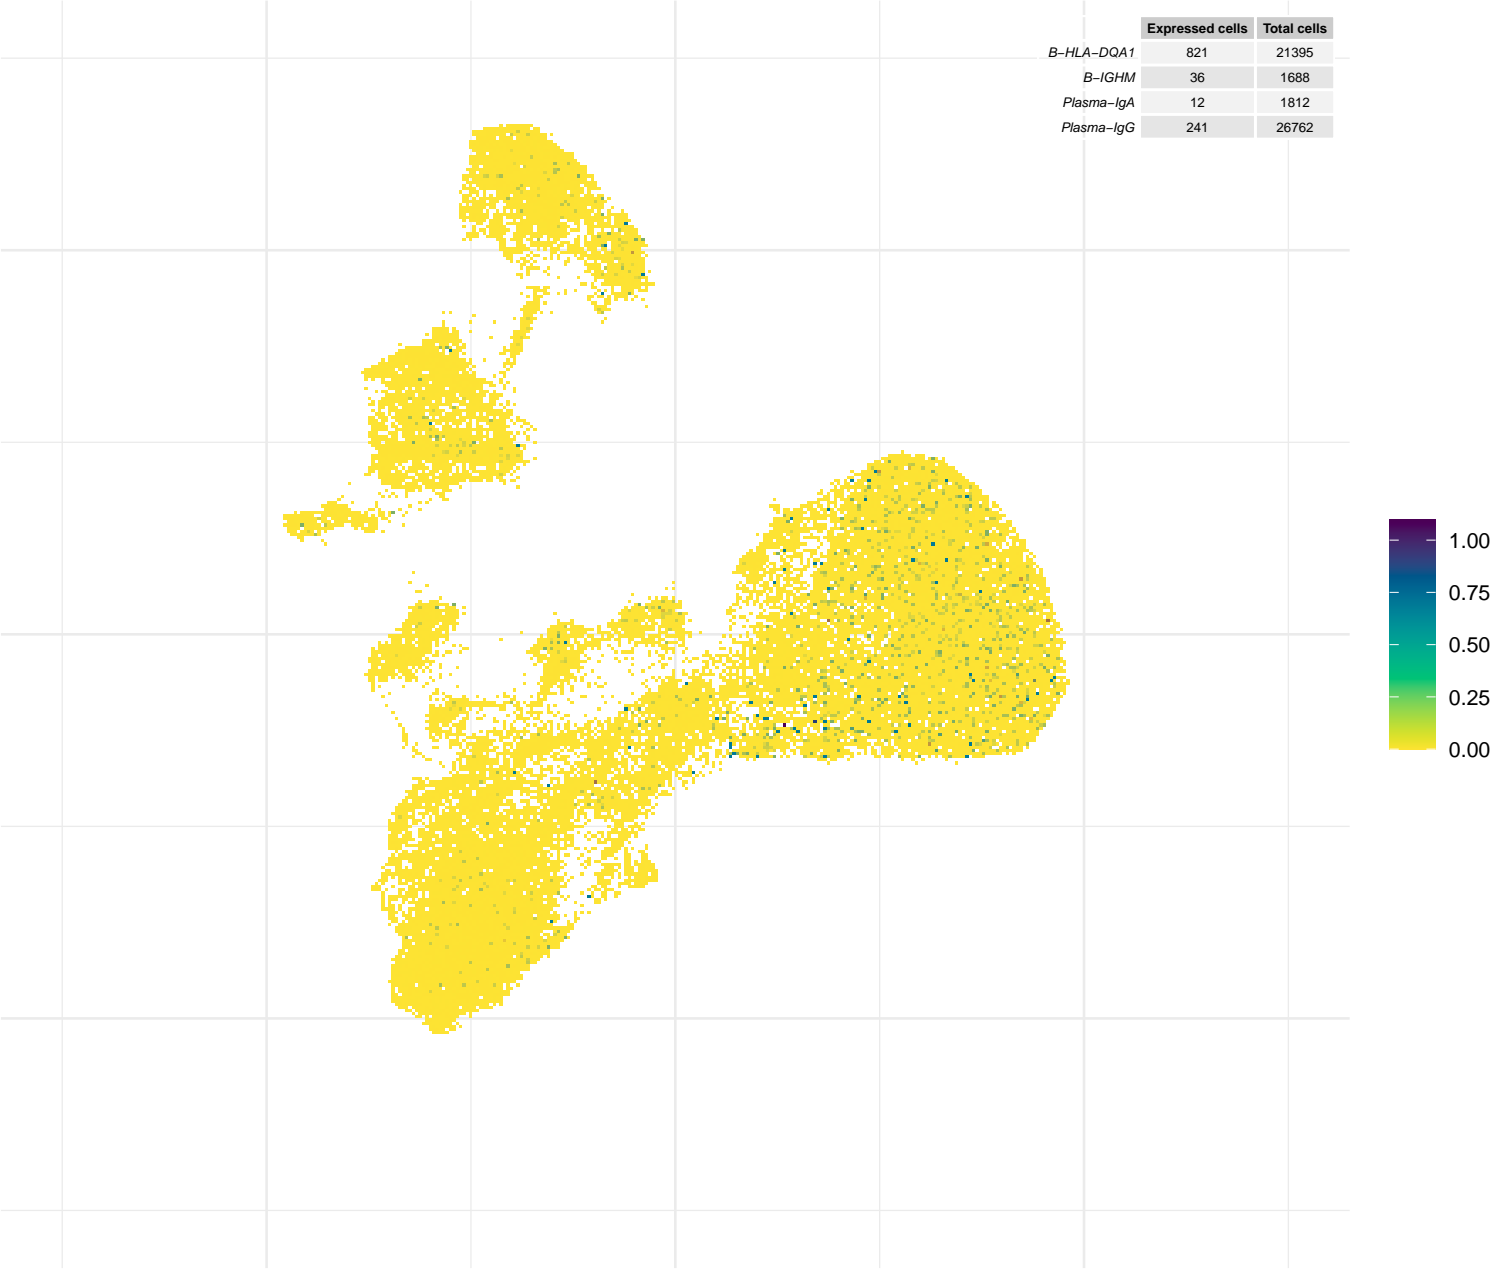 Expressed cells Total cells
B−HLA−DQA1 821 21395
B−IGHM 36 1688
Plasma−IgA 12 1812
Plasma−IgG 241 26762
1.00
0.75
0.50
0.25
0.00